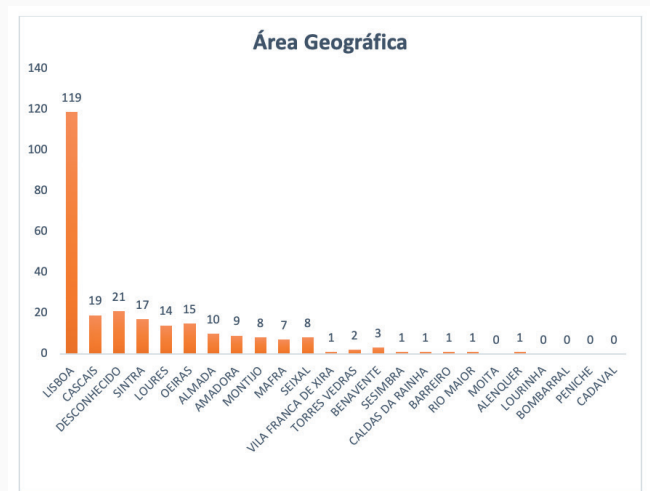 Área Geográfica
140
120
100
80
60
40
20
0
119
19
21
17
14
15
10
9
8
7
8
1
2
3
1
1
1
1
0
1
0
0
0
0
LISBOA
CASCAIS
DESCONHECIDO
SINTRA
LOURES
OEIRAS
ALMADA
AMADORA
MONTIJO
MAFRA
SEIXAL
VILA FRANCA DE XIRA
TORRES VEDRAS
BENAVENTE
SESIMBRA
CALDAS DA RAINHA
BARREIRO
RIO MAIOR
MOITA
ALENQUER
LOURINHA
BOMBARRAL
PENICHE
CADAVAL